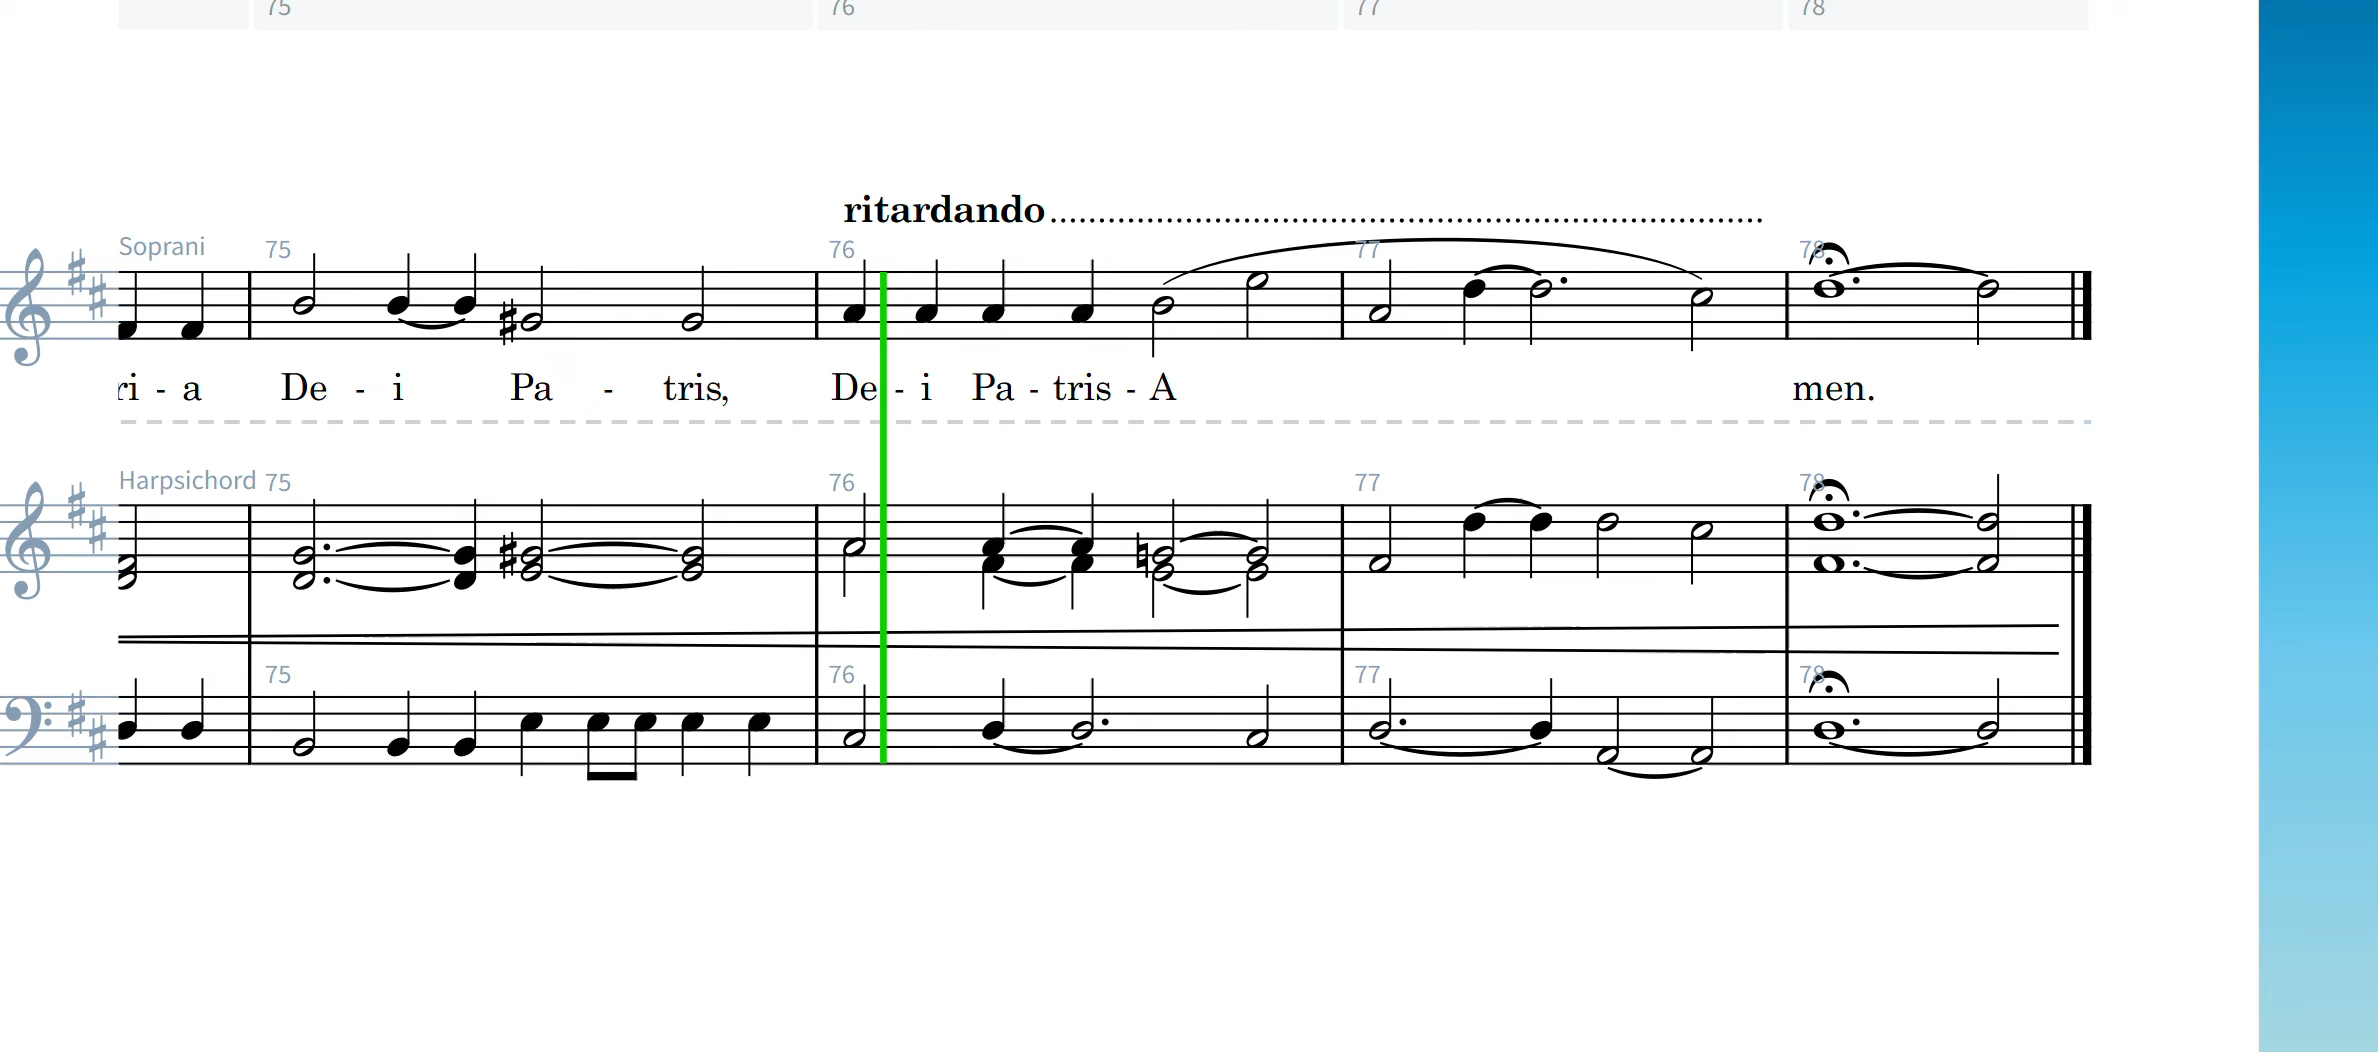 75 76 77 78
ritardando
Soprani 75 76 77 78
ri - a De - i Pa - tris, De - i Pa - tris - A men.
Harpsichord 75 76 77 78
75 76 77 78